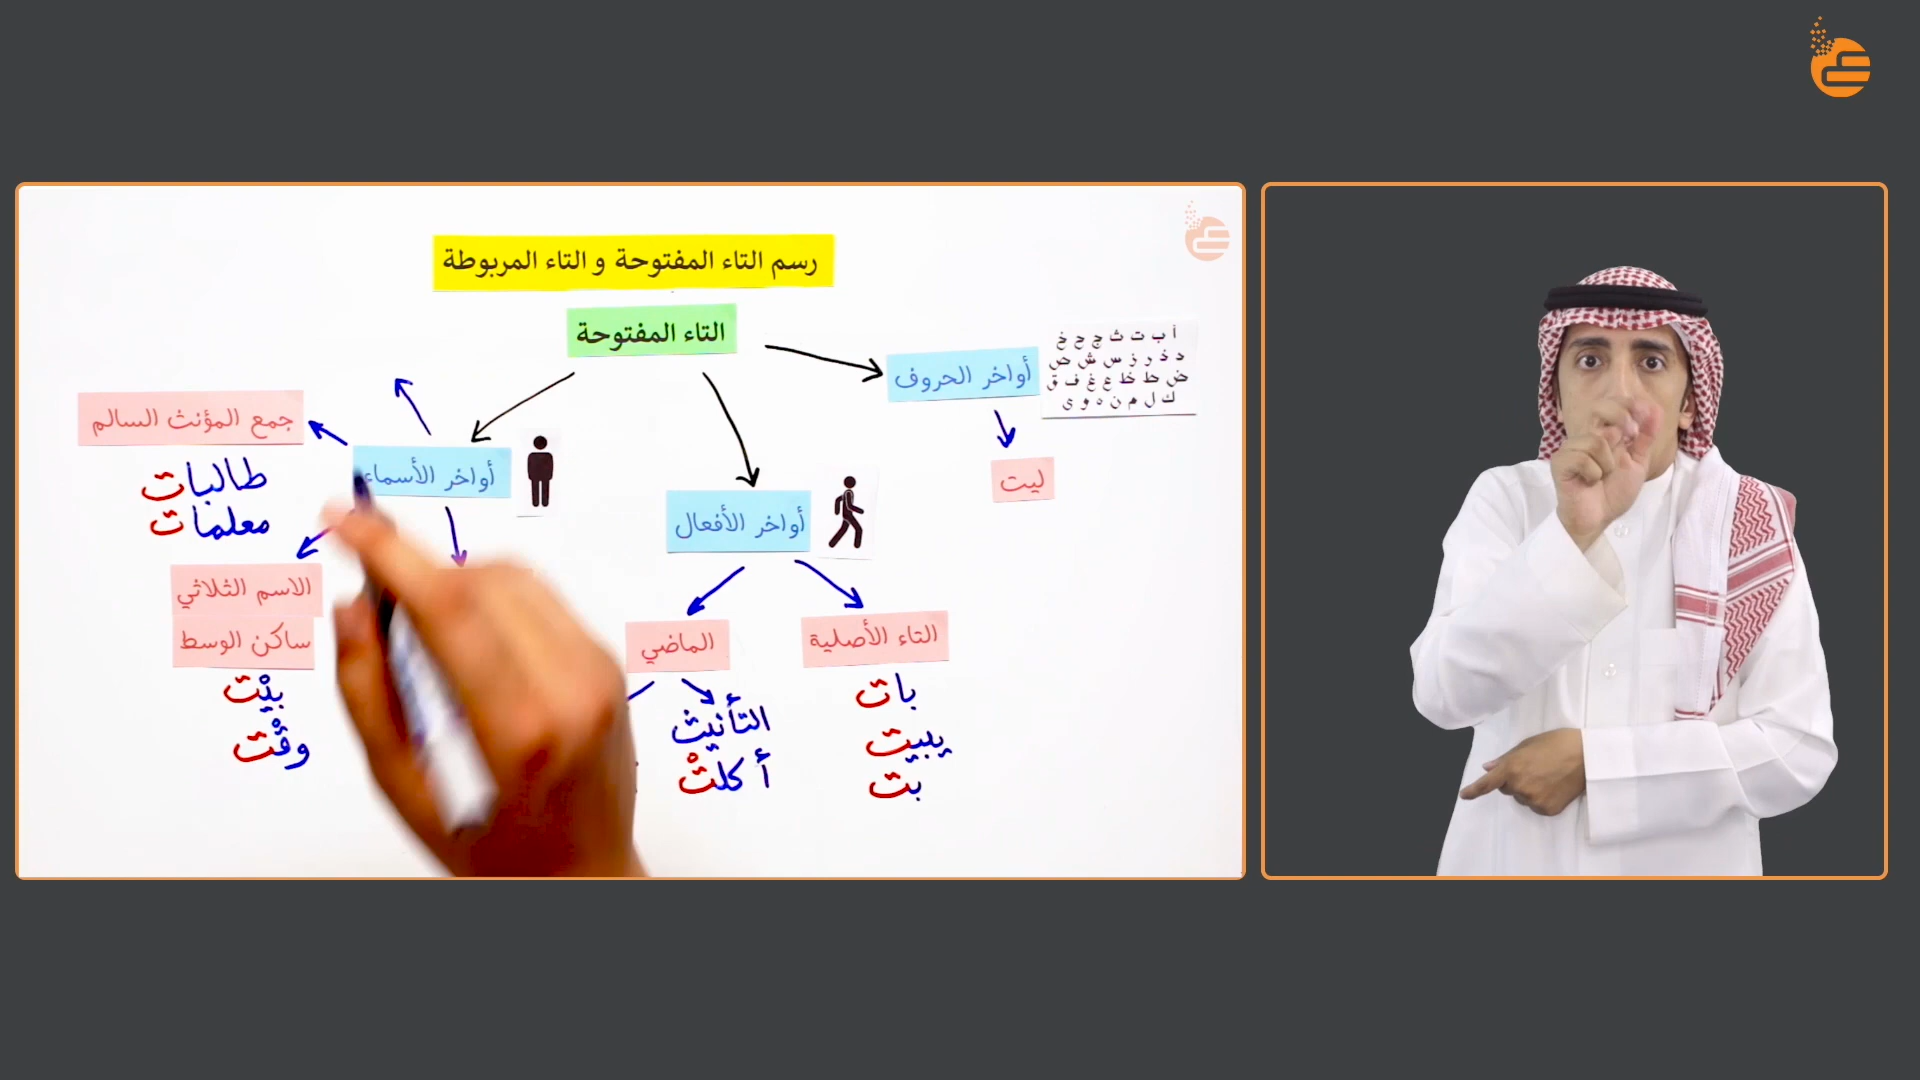 رسم التاء المفتوحة و التاء المربوطة
التاء المفتوحة
أواخر الحروف
أ ب ت ث ج ح خ
د ذ ر ز س ش ص
ض ط ظ ع غ ف ق
ك ل م ن ه و ي
ليت
أواخر الأفعال
التاء الأصلية
بات
يبيت
بت
الماضي
التأنيث
أكلتْ
أواخر الأسماء
جمع المؤنث السالم
طالبات
معلمات
الاسم الثلاثي
ساكن الوسط
بيْت
وقْت